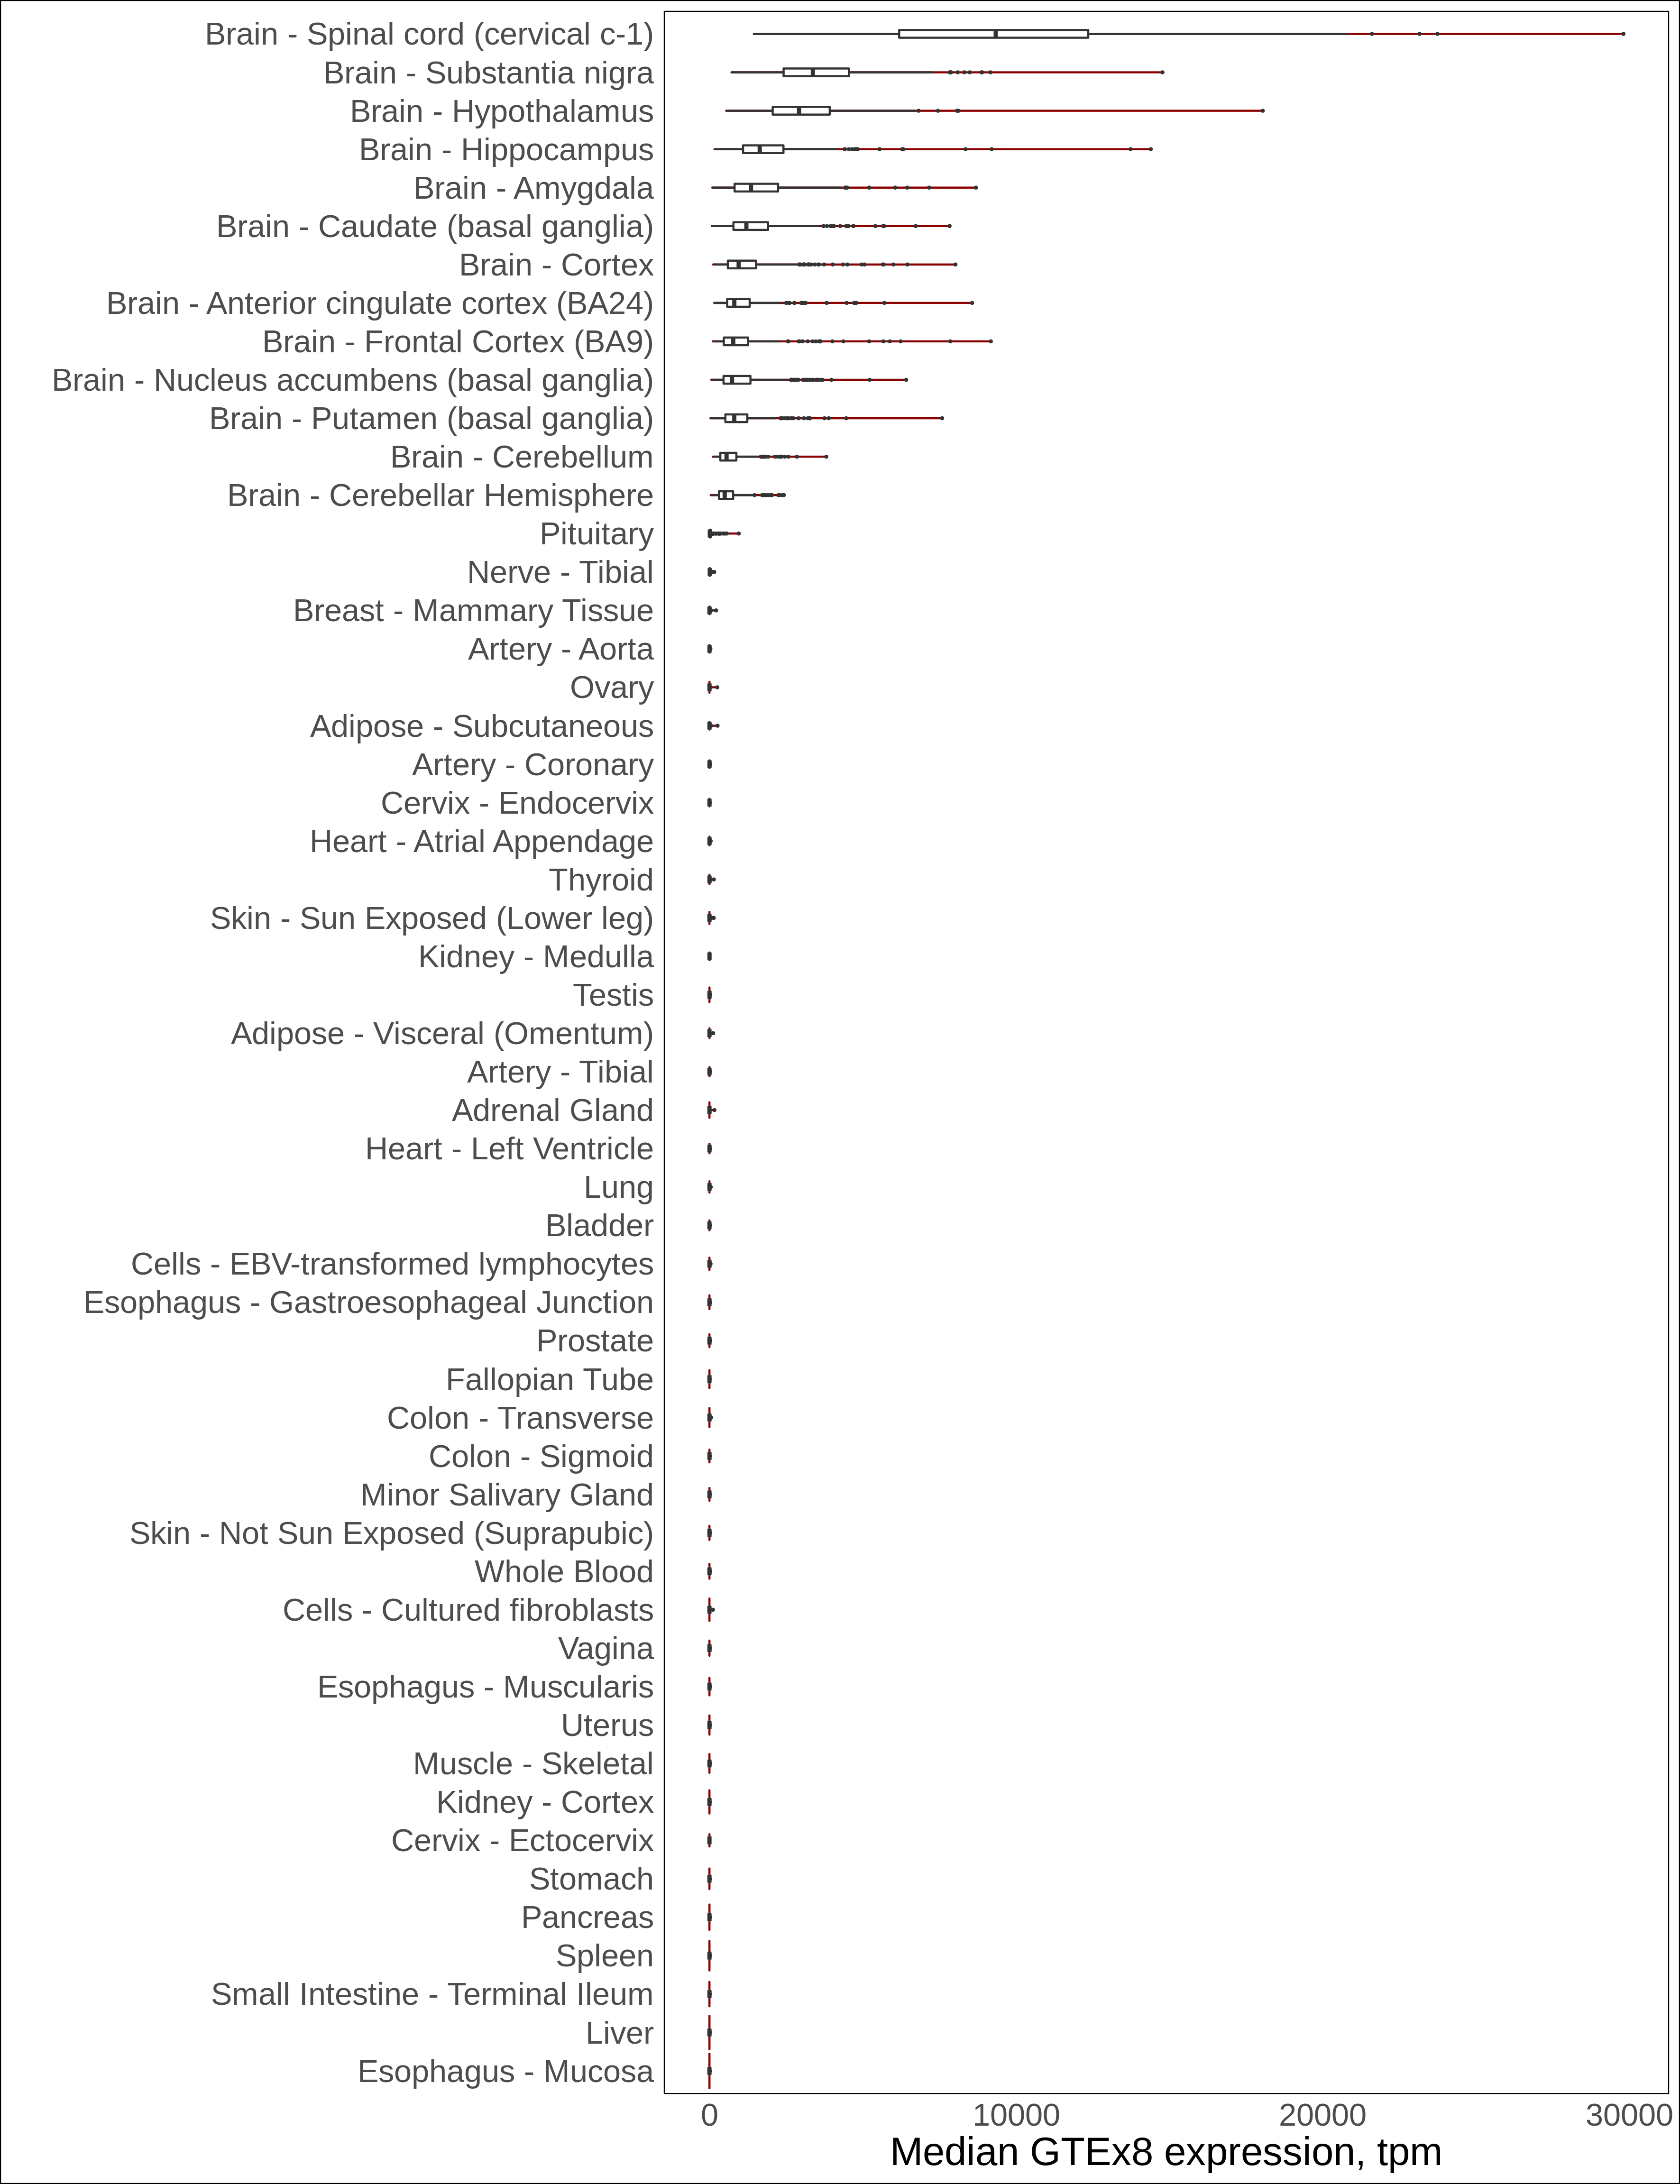 Brain - Spinal cord (cervical c-1)
Brain - Substantia nigra
Brain - Hypothalamus
Brain - Hippocampus
Brain - Amygdala
Brain - Caudate (basal ganglia)
Brain - Cortex
Brain - Anterior cingulate cortex (BA24)
Brain - Frontal Cortex (BA9)
Brain - Nucleus accumbens (basal ganglia)
Brain - Putamen (basal ganglia)
Brain - Cerebellum
Brain - Cerebellar Hemisphere
Pituitary
Nerve - Tibial
Breast - Mammary Tissue
Artery - Aorta
Ovary
Adipose - Subcutaneous
Artery - Coronary
Cervix - Endocervix
Heart - Atrial Appendage
Thyroid
Skin - Sun Exposed (Lower leg)
Kidney - Medulla
Testis
Adipose - Visceral (Omentum)
Artery - Tibial
Adrenal Gland
Heart - Left Ventricle
Lung
Bladder
Cells - EBV-transformed lymphocytes
Esophagus - Gastroesophageal Junction
Prostate
Fallopian Tube
Colon - Transverse
Colon - Sigmoid
Minor Salivary Gland
Skin - Not Sun Exposed (Suprapubic)
Whole Blood
Cells - Cultured fibroblasts
Vagina
Esophagus - Muscularis
Uterus
Muscle - Skeletal
Kidney - Cortex
Cervix - Ectocervix
Stomach
Pancreas
Spleen
Small Intestine - Terminal Ileum
Liver
Esophagus - Mucosa
0 10000 20000 30000
Median GTEx8 expression, tpm